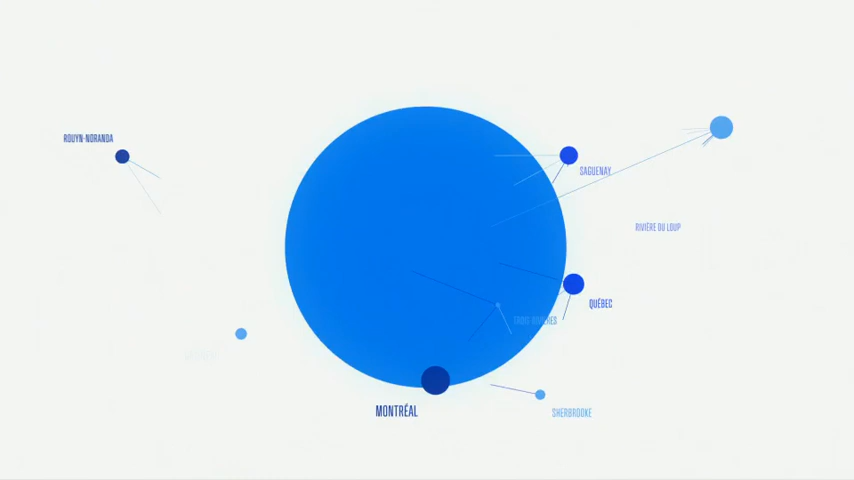 ROUYN-NORANDA
SAGUENAY
RIVIÈRE DU LOUP
QUÉBEC
TROIS-RIVIÈRES
MONTRÉAL
SHERBROOKE